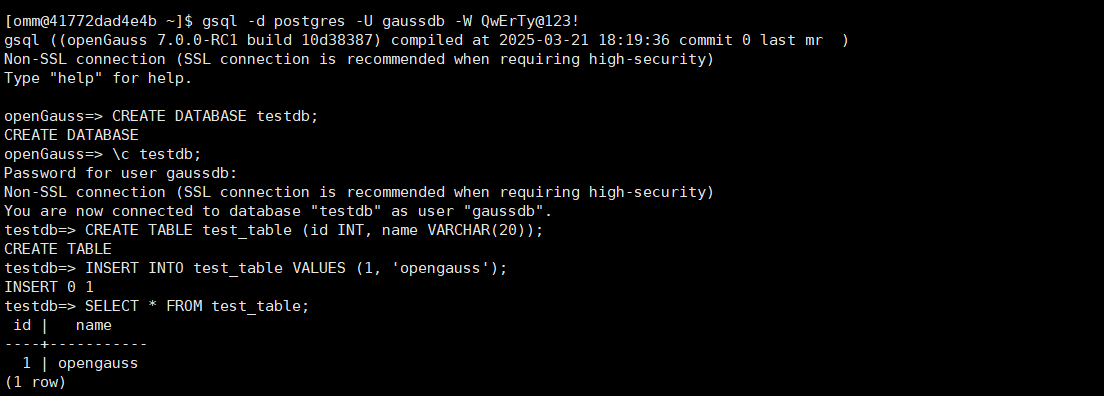 [omm@41772dad4e4b ~]$ gsql -d postgres -U gaussdb -W QwErTy@123!
gsql ((openGauss 7.0.0-RC1 build 10d38387) compiled at 2025-03-21 18:19:36 commit 0 last mr  )
Non-SSL connection (SSL connection is recommended when requiring high-security)
Type "help" for help.

openGauss=> CREATE DATABASE testdb;
CREATE DATABASE
openGauss=> \c testdb;
Password for user gaussdb:
Non-SSL connection (SSL connection is recommended when requiring high-security)
You are now connected to database "testdb" as user "gaussdb".
testdb=> CREATE TABLE test_table (id INT, name VARCHAR(20));
CREATE TABLE
testdb=> INSERT INTO test_table VALUES (1, 'opengauss');
INSERT 0 1
testdb=> SELECT * FROM test_table;
 id |   name
----+-----------
  1 | opengauss
(1 row)